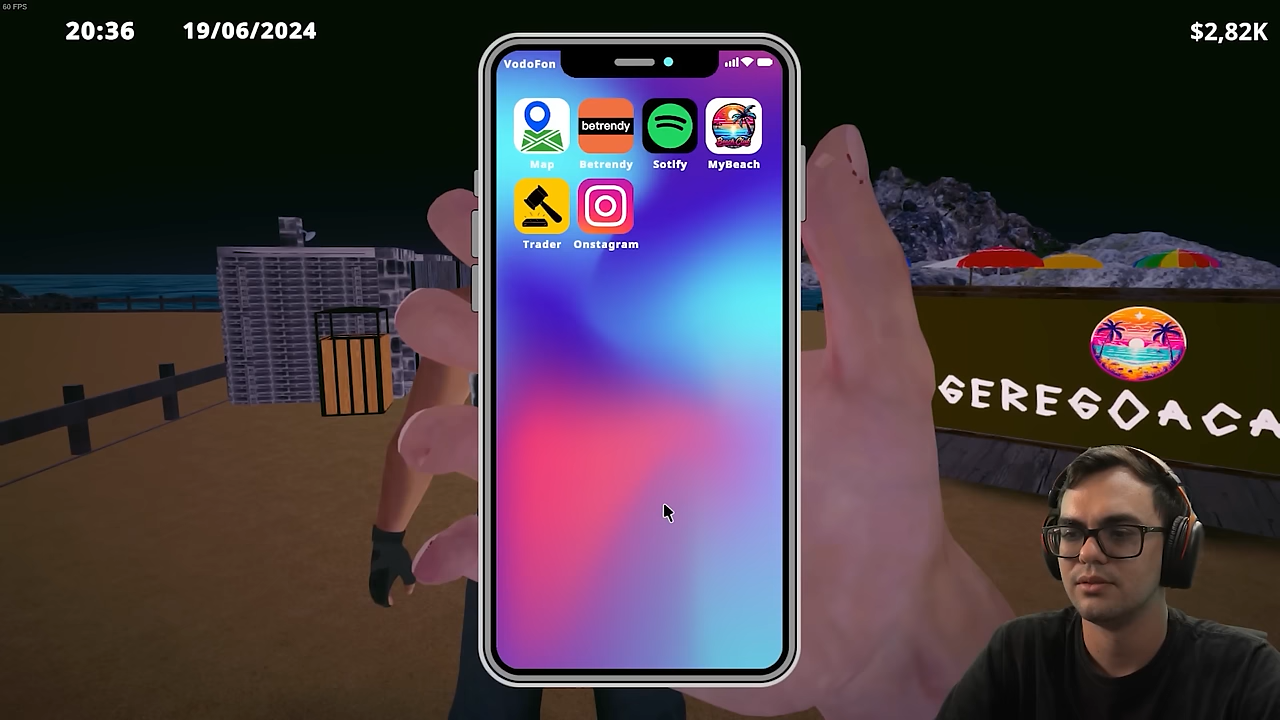 60 FPS
20:36 19/06/2024 $2,82K
VodoFon
betrendy
Map Betrendy Sotify MyBeach
Trader Onstagram
GEREGOACA